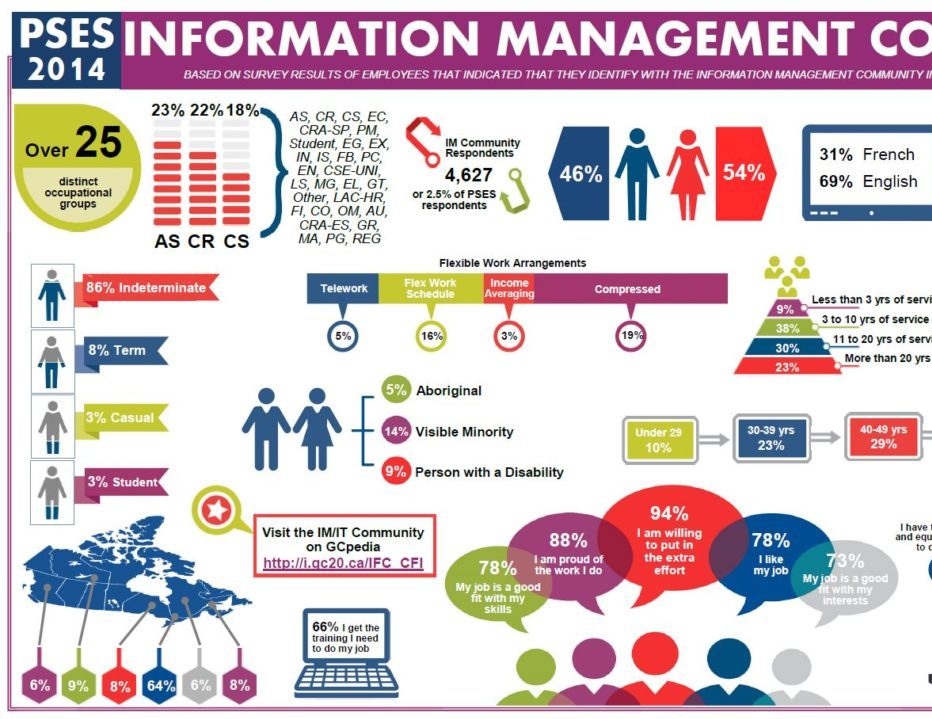 PSES
2014
INFORMATION MANAGEMENT CO
BASED ON SURVEY RESULTS OF EMPLOYEES THAT INDICATED THAT THEY IDENTIFY WITH THE INFORMATION MANAGEMENT COMMUNITY I
Over 25
distinct
occupational
groups
23% 22% 18%
AS CR CS
AS, CR, CS, EC,
CRA-SP, PM,
Student, EG, EX,
IN, IS, FB, PC,
EN, CSE-UNI,
LS, MG, EL, GT,
Other, LAC-HR,
FI, CO, OM, AU,
CRA-ES, GR,
MA, PG, REG
IM Community
Respondents
4,627
or 2.5% of PSES
respondents
46%
54%
31% French
69% English
86% Indeterminate
8% Term
3% Casual
3% Student
Flexible Work Arrangements
Telework
Flex Work
Schedule
Income
Averaging
Compressed
5%
16%
3%
19%
9% Less than 3 yrs of servi
38% 3 to 10 yrs of service
30% 11 to 20 yrs of servi
23% More than 20 yrs
5% Aboriginal
14% Visible Minority
9% Person with a Disability
Under 29
10%
30-39 yrs
23%
40-49 yrs
29%
Visit the IM/IT Community
on GCpedia
http://i.gc20.ca/IFC_CFI
66% I get the
training I need
to do my job
6% 9% 8% 64% 6% 8%
78%
My job is a good
fit with my
skills
88%
I am proud of
the work I do
94%
I am willing
to put in
the extra
effort
78%
I like
my job
73%
My job is a good
fit with my
interests
I have
and equ
to